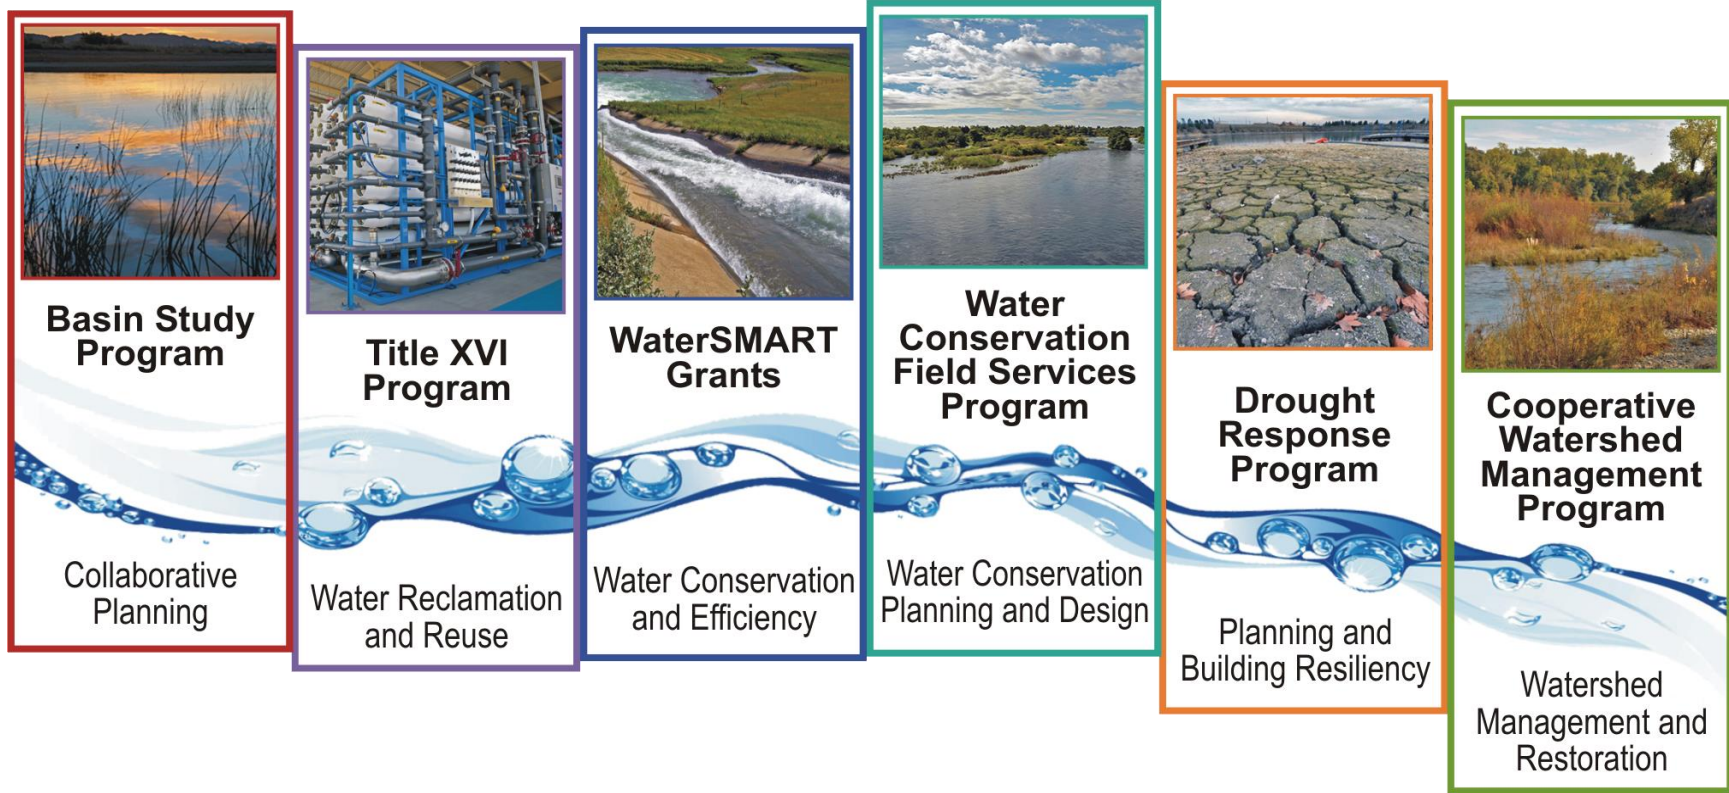 Basin Study
Program
Collaborative
Planning
Title XVI
Program
Water Reclamation
and Reuse
WaterSMART
Grants
Water Conservation
and Efficiency
Water
Conservation
Field Services
Program
Water Conservation
Planning and Design
Drought
Response
Program
Planning and
Building Resiliency
Cooperative
Watershed
Management
Program
Watershed
Management and
Restoration